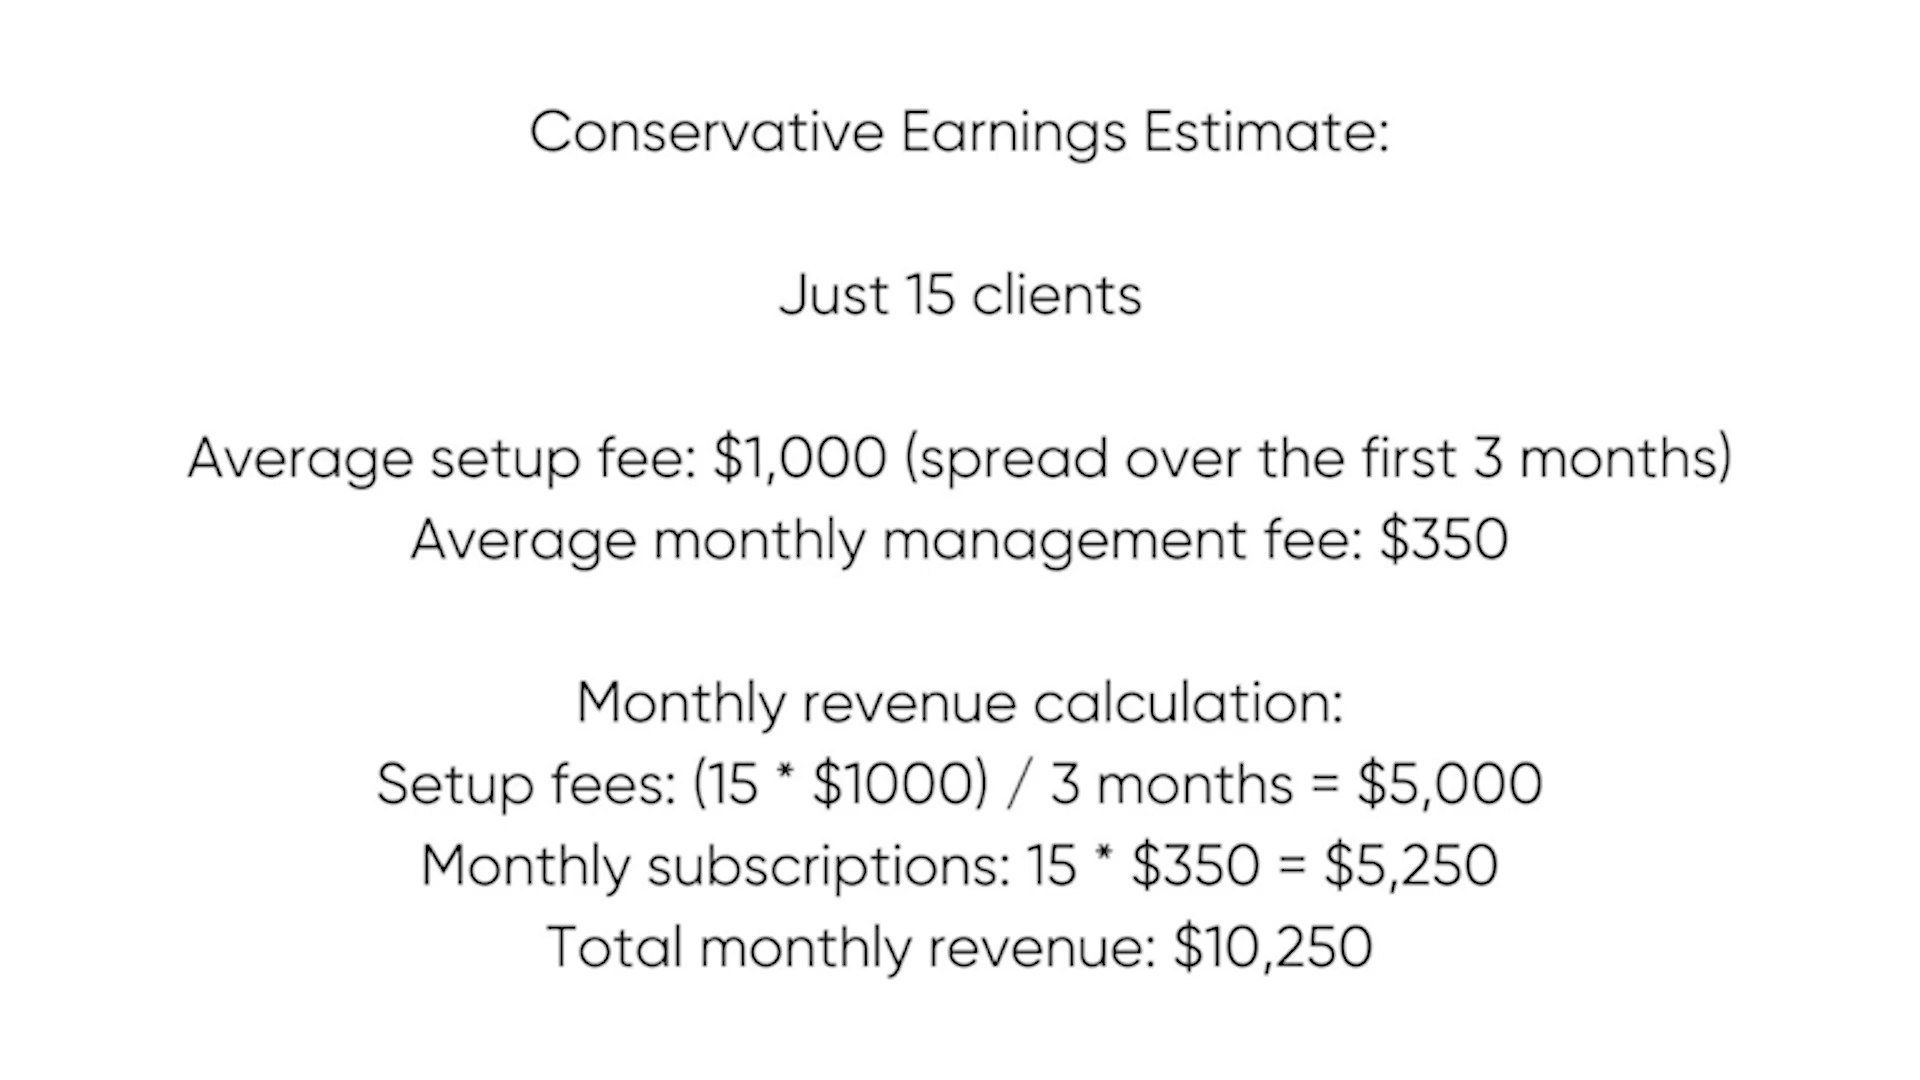 Conservative Earnings Estimate:
Just 15 clients
Average setup fee: $1,000 (spread over the first 3 months)
Average monthly management fee: $350
Monthly revenue calculation:
Setup fees: (15 * $1000) / 3 months = $5,000
Monthly subscriptions: 15 * $350 = $5,250
Total monthly revenue: $10,250